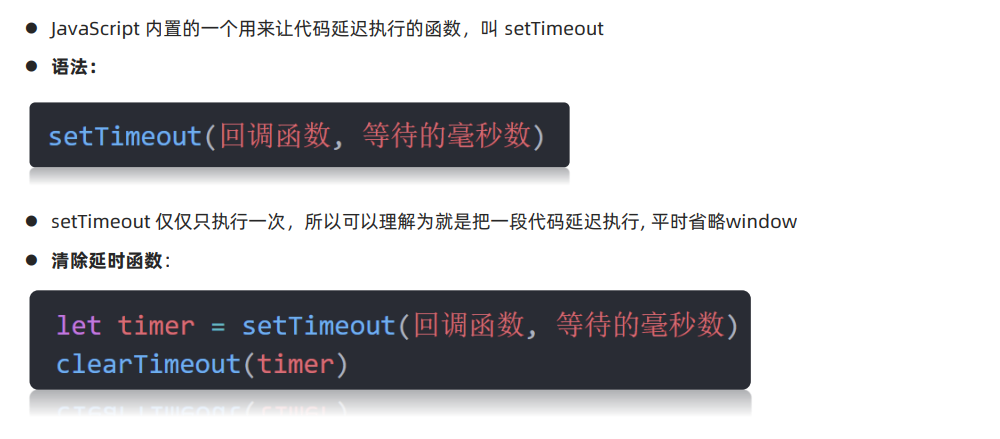 ● JavaScript 内置的一个用来让代码延迟执行的函数，叫 setTimeout
● 语法：
setTimeout(回调函数, 等待的毫秒数)
● setTimeout 仅仅只执行一次，所以可以理解为就是把一段代码延迟执行, 平时省略window
● 清除延时函数：
let timer = setTimeout(回调函数, 等待的毫秒数)
clearTimeout(timer)